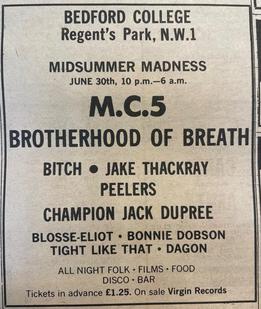 BEDFORD COLLEGE
Regent's Park, N.W.1
MIDSUMMER MADNESS
JUNE 30th, 10 p.m.—6 a.m.
M.C.5
BROTHERHOOD OF BREATH
BITCH • JAKE THACKRAY
PEELERS
CHAMPION JACK DUPREE
BLOSSE-ELIOT · BONNIE DOBSON
TIGHT LIKE THAT · DAGON
ALL NIGHT FOLK · FILMS · FOOD
DISCO · BAR
Tickets in advance £1.25. On sale Virgin Records